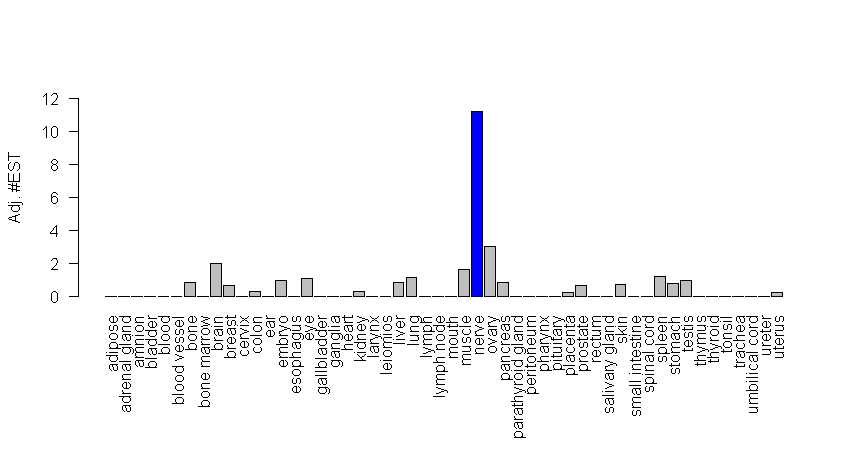 Adj. #EST
12
10
8
6
4
2
0
adipose
adrenal gland
amnion
bladder
blood
blood vessel
bone
bone marrow
brain
breast
cervix
colon
ear
embryo
esophagus
eye
gallbladder
ganglia
heart
kidney
larynx
leiomios
liver
lung
lymph
lymph node
mouth
muscle
nerve
ovary
pancreas
parathyroid gland
peritoneum
pharynx
pituitary
placenta
prostate
rectum
salivary gland
skin
small intestine
spinal cord
spleen
stomach
testis
thymus
thyroid
tonsil
trachea
umbilical cord
ureter
uterus